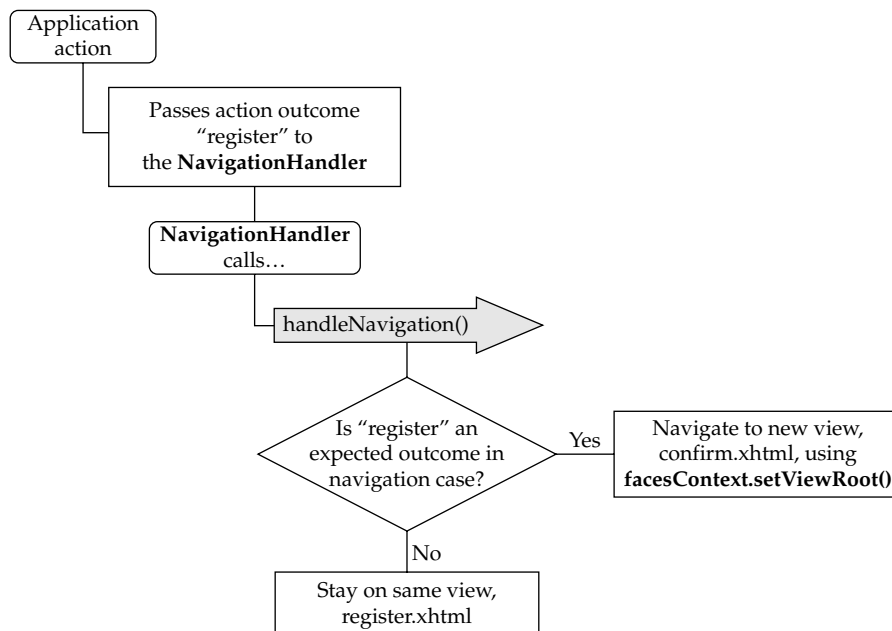 Application
action
Passes action outcome
“register” to
the NavigationHandler
NavigationHandler
calls…
handleNavigation()
Is “register” an
expected outcome in
navigation case?
Yes
Navigate to new view,
confirm.xhtml, using
facesContext.setViewRoot()
No
Stay on same view,
register.xhtml